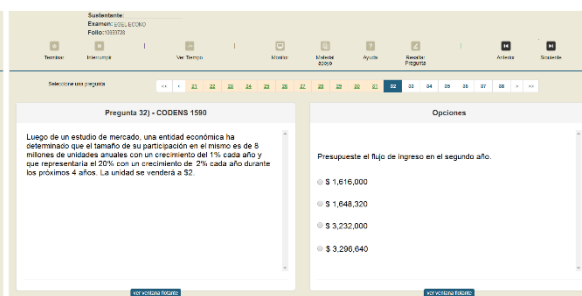 Sustentante:
Examen: EGEL-ECONO
Folio:
Terminar
Interrumpir
Ver Tiempo
Mostrar
Material apoyo
Ayuda
Resaltar Pregunta
Anterior
Siguiente
Seleccione una pregunta
<< < 21 22 23 24 25 26 27 28 29 30 31 32 33 34 35 36 37 38 > >>
Pregunta 32) - CODENS 1590
Luego de un estudio de mercado, una entidad económica ha
determinado que el tamaño de su participación en el mismo es de 8
millones de unidades anuales con un crecimiento del 1% cada año y
que representaría el 20% con un crecimiento de 2% cada año durante
los próximos 4 años. La unidad se venderá a $2.
ver ventana flotante
Opciones
Presupueste el flujo de ingreso en el segundo año.
$ 1,616,000
$ 1,648,320
$ 3,232,000
$ 3,296,640
ver ventana flotante